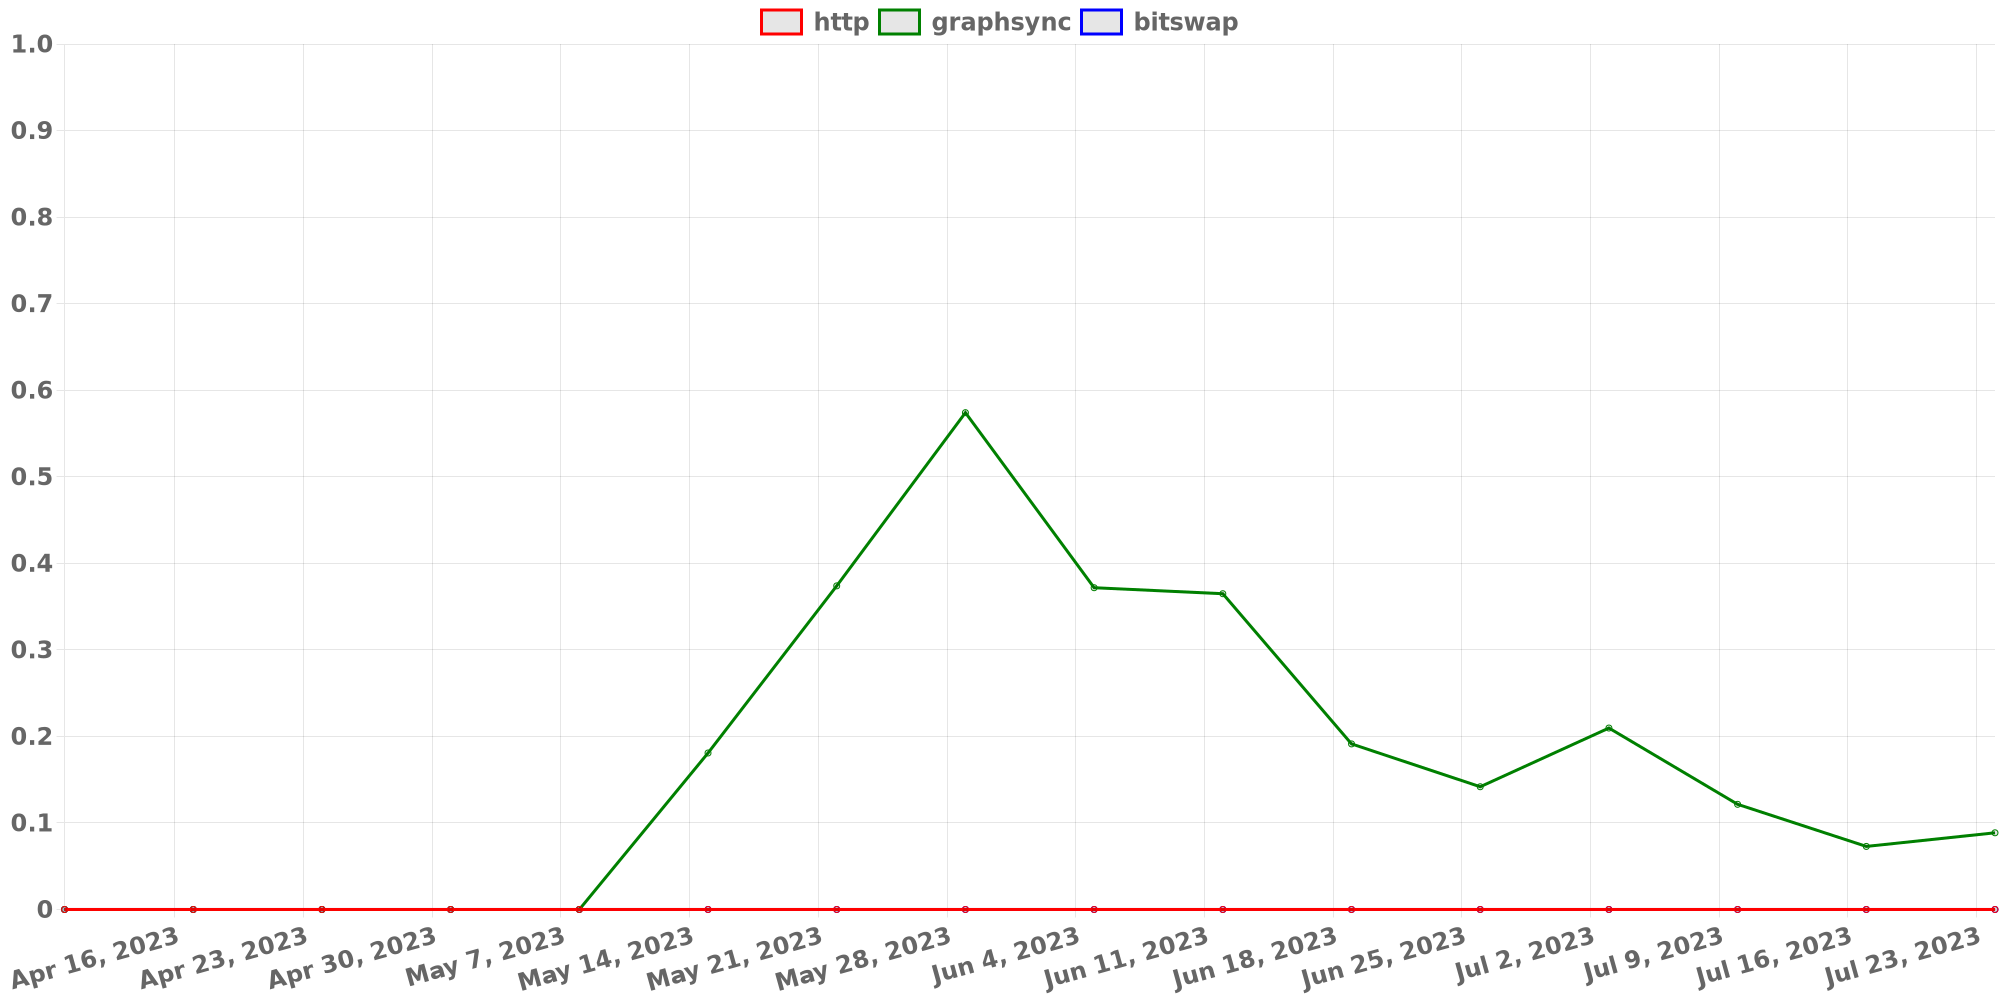 http graphsync bitswap
1.0
0.9
0.8
0.7
0.6
0.5
0.4
0.3
0.2
0.1
0
Apr 16, 2023
Apr 23, 2023
Apr 30, 2023
May 7, 2023
May 14, 2023
May 21, 2023
May 28, 2023
Jun 4, 2023
Jun 11, 2023
Jun 18, 2023
Jun 25, 2023
Jul 2, 2023
Jul 9, 2023
Jul 16, 2023
Jul 23, 2023